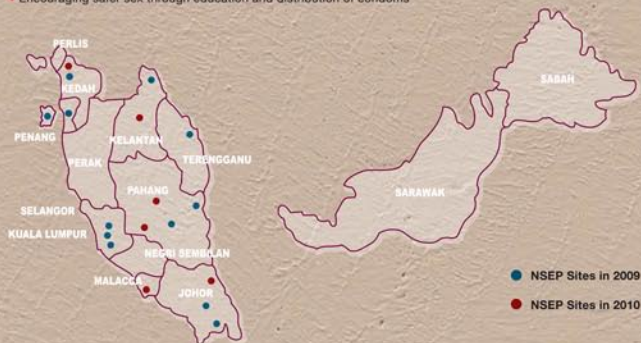 Encouraging safer sex through education and distribution of condoms
PERLIS
KEDAH
PENANG
KELANTAN
TERENGGANU
PERAK
PAHANG
SELANGOR
KUALA LUMPUR
NEGRI SEMBILAN
MALACCA
JOHOR
SABAH
SARAWAK
NSEP Sites in 2009
NSEP Sites in 2010